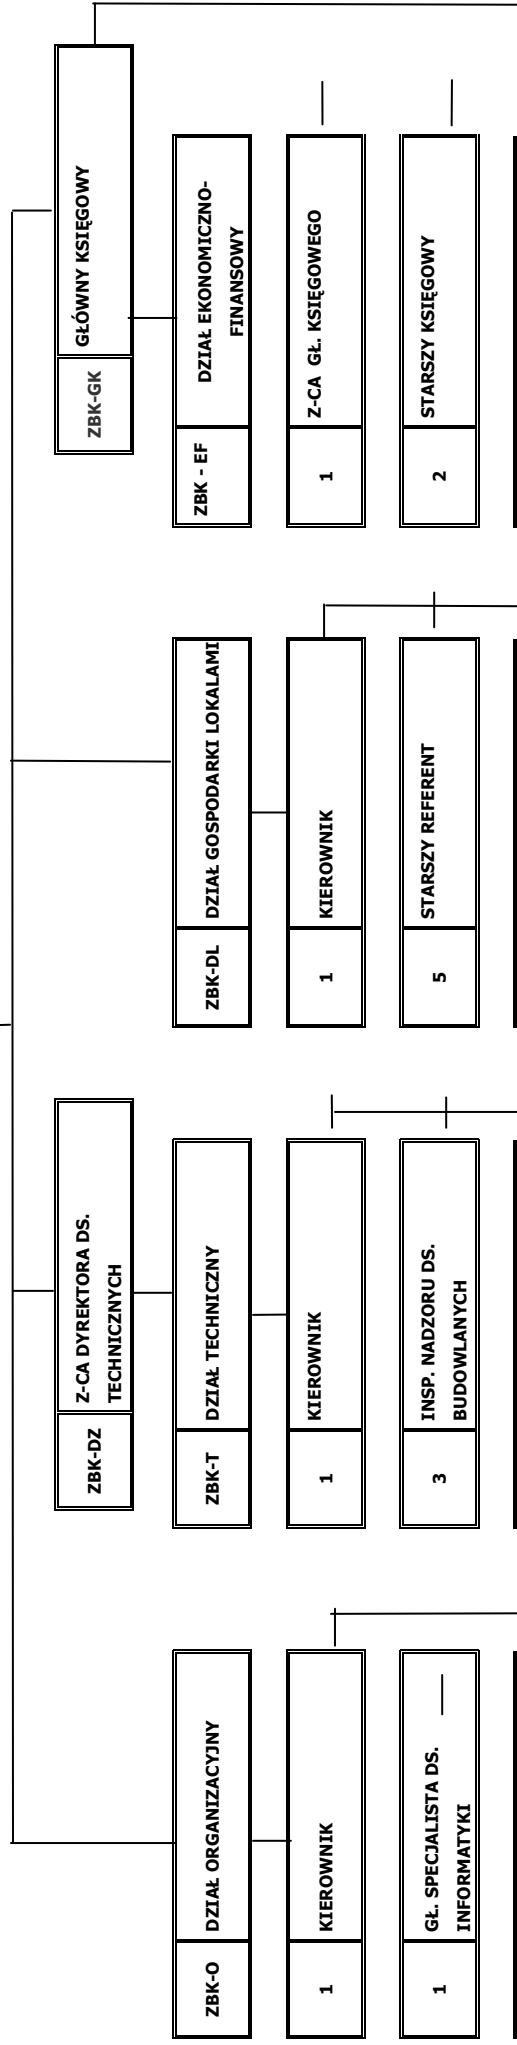 ZBK-O
DZIAŁ ORGANIZACYJNY
1
KIEROWNIK
1
GŁ. SPECJALISTA DS.
INFORMATYKI
ZBK-DZ
Z-CA DYREKTORA DS.
TECHNICZNYCH
ZBK-T
DZIAŁ TECHNICZNY
1
KIEROWNIK
3
INSP. NADZORU DS.
BUDOWLANYCH
ZBK-DL
DZIAŁ GOSPODARKI LOKALAMI
1
KIEROWNIK
5
STARSZY REFERENT
ZBK-GK
GŁÓWNY KSIĘGOWY
ZBK - EF
DZIAŁ EKONOMICZNO-
FINANSOWY
1
Z-CA GŁ. KSIĘGOWEGO
2
STARSZY KSIĘGOWY